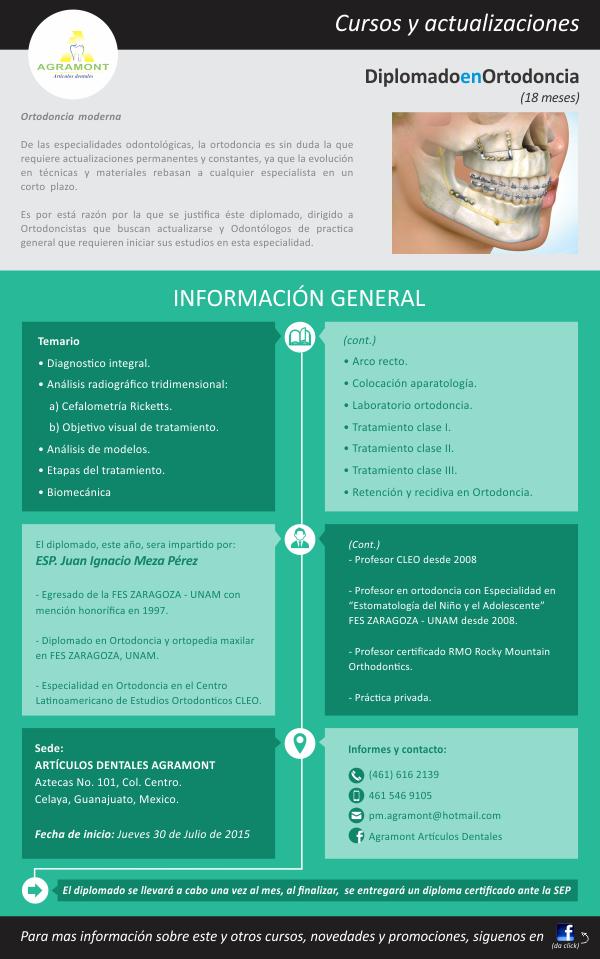 Cursos y actualizaciones
AGRAMONT
Artículos dentales
DiplomadoenOrtodoncia
(18 meses)
Ortodoncia moderna
De las especialidades odontológicas, la ortodoncia es sin duda la que
requiere actualizaciones permanentes y constantes, ya que la evolución
en técnicas y materiales rebasan a cualquier especialista en un
corto plazo.
Es por está razón por la que se justifica éste diplomado, dirigido a
Ortodoncistas que buscan actualizarse y Odontólogos de practica
general que requieren iniciar sus estudios en esta especialidad.
INFORMACIÓN GENERAL
Temario
• Diagnostico integral.
• Análisis radiográfico tridimensional:
a) Cefalometría Ricketts.
b) Objetivo visual de tratamiento.
• Análisis de modelos.
• Etapas del tratamiento.
• Biomecánica
(cont.)
• Arco recto.
• Colocación aparatología.
• Laboratorio ortodoncia.
• Tratamiento clase I.
• Tratamiento clase II.
• Tratamiento clase III.
• Retención y recidiva en Ortodoncia.
El diplomado, este año, sera impartido por:
ESP. Juan Ignacio Meza Pérez
- Egresado de la FES ZARAGOZA - UNAM con
mención honorífica en 1997.
- Diplomado en Ortodoncia y ortopedia maxilar
en FES ZARAGOZA, UNAM.
- Especialidad en Ortodoncia en el Centro
Latinoamericano de Estudios Ortodonticos CLEO.
(Cont.)
- Profesor CLEO desde 2008
- Profesor en ortodoncia con Especialidad en
“Estomatología del Niño y el Adolescente”
FES ZARAGOZA - UNAM desde 2008.
- Profesor certificado RMO Rocky Mountain
Orthodontics.
- Práctica privada.
Sede:
ARTÍCULOS DENTALES AGRAMONT
Aztecas No. 101, Col. Centro.
Celaya, Guanajuato, Mexico.
Fecha de inicio: Jueves 30 de Julio de 2015
Informes y contacto:
(461) 616 2139
461 546 9105
pm.agramont@hotmail.com
Agramont Artículos Dentales
El diplomado se llevará a cabo una vez al mes, al finalizar, se entregará un diploma certificado ante la SEP
Para mas información sobre este y otros cursos, novedades y promociones, siguenos en
(da click)